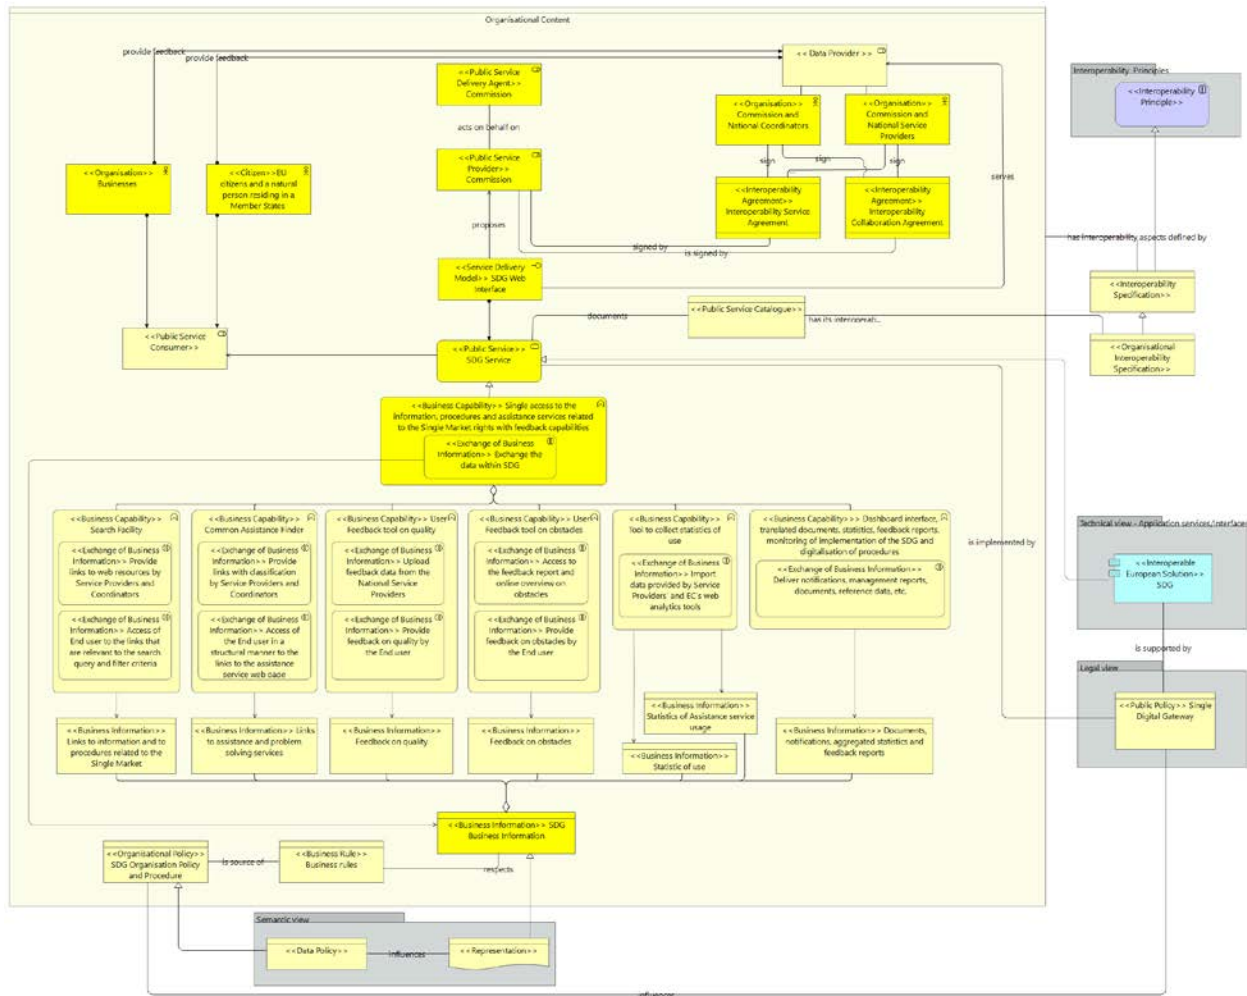 Organisational Content
provide feedback
provide feedback
<< Data Provider >>
<<Public Service
Delivery Agent>>
Commission
acts on behalf on
<<Public Service
Provider>>
Commission
proposes
<<Service Delivery
Model>> SDG Web
Interface
<<Organisation>>
Commission and
National Coordinators
<<Organisation>>
Commission and
National Service
Providers
sign
sign
sign
<<Interoperability
Agreement>>
Interoperability Service
Agreement
<<Interoperability
Agreement>>
Interoperability
Collaboration Agreement
signed by
is signed by
serves
<<Organisation>>
Businesses
<<Citizen>>EU
citizens and a natural
person residing in a
Member States
Interoperability: Principles
<<Interoperability
Principle>>
has interoperability aspects defined by
<<Interoperability
Specification>>
<<Public Service Catalogue>>
documents
has its interoperab...
<<Organisational
Interoperability
Specification>>
<<Public Service
Consumer>>
<<Public Service>>
SDG Service
<<Business Capability>> Single access to the
information, procedures and assistance services related
to the Single Market rights with feedback capabilities
<<Exchange of Business
Information>> Exchange the
data within SDG
<<Business Capability>>
Search Facility
<<Exchange of Business
Information>> Provide
links to web resources by
Service Providers and
Coordinators
<<Exchange of Business
Information>> Access of
End user to the links that
are relevant to the search
query and filter criteria
<<Business Capability>>
Common Assistance Finder
<<Exchange of Business
Information>> Provide
links with classification
by Service Providers and
Coordinators
<<Exchange of Business
Information>> Access of
the End user in a
structural manner to the
links to the assistance
service web page
<<Business Capability>> User
Feedback tool on quality
<<Exchange of Business
Information>> Upload
feedback data from the
National Service
Providers
<<Exchange of Business
Information>> Provide
feedback on quality by
the End user
<<Business Capability>> User
Feedback tool on obstacles
<<Exchange of Business
Information>> Access to
the feedback report and
online overview on
obstacles
<<Exchange of Business
Information>> Provide
feedback on obstacles by
the End user
<<Business Capability>>
Tool to collect statistics of
use
<<Exchange of Business
Information>> Import
data provided by Service
Providers' and EC's web
analytics tools
<<Business Capability>> Dashboard interface,
translated documents, statistics, feedback reports,
monitoring of implementation of the SDG and
digitalisation of procedures
<<Exchange of Business Information>>
Deliver notifications, management reports,
documents, reference data, etc.
is implemented by
Technical view - Application services/Interfaces
<<Interoperable
European Solution>>
SDG
is supported by
Legal view
<<Public Policy>> Single
Digital Gateway
<<Business Information>>
Links to information and to
procedures related to the
Single Market
<<Business Information>> Links
to assistance and problem
solving services
<<Business Information>>
Feedback on quality
<<Business Information>>
Feedback on obstacles
<<Business Information>>
Statistics of Assistance service
usage
<<Business Information>>
Statistic of use
<<Business Information>> Documents,
notifications, aggregated statistics and
feedback reports
<<Business Information>> SDG
Business Information
<<Organisational Policy>>
SDG Organisation Policy
and Procedure
is source of
<<Business Rule>>
Business rules
respects
Semantic view
<<Data Policy>>
influences
<<Representation>>
influences